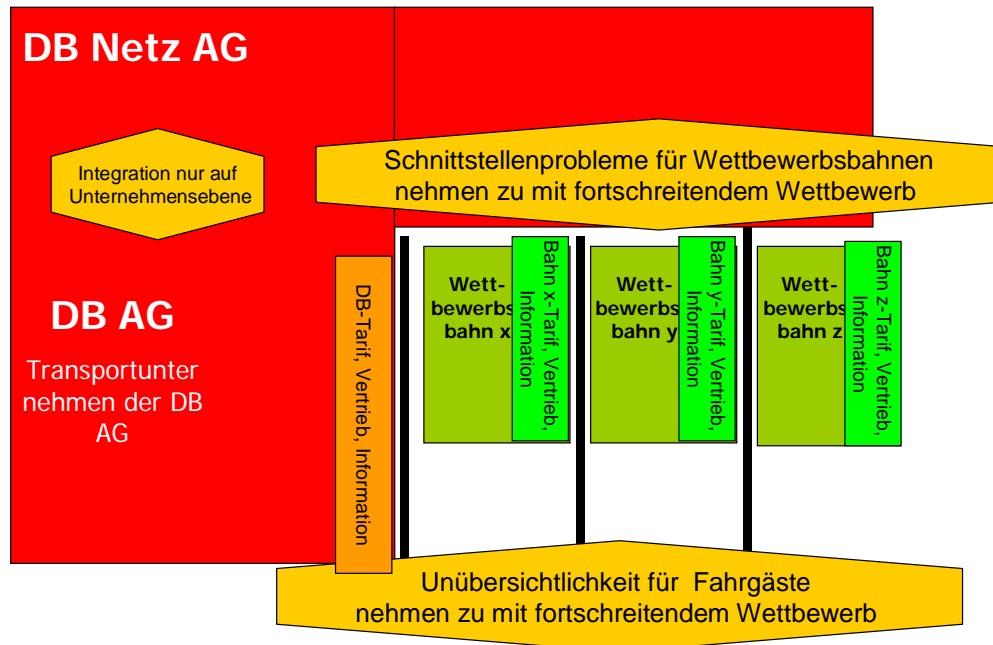 DB Netz AG
Integration nur auf
Unternehmensebene
Schnittstellenprobleme für Wettbewerbsbahnen
nehmen zu mit fortschreitendem Wettbewerb
DB AG
Transportunter
nehmen der DB
AG
DB-Tarif, Vertrieb, Information
Wett-
bewerbs
bahn x
Bahn x-Tarif, Vertrieb,
Information
Wett-
bewerbs
bahn y
Bahn y-Tarif, Vertrieb,
Information
Wett-
bewerbs
bahn z
Bahn z-Tarif, Vertrieb,
Information
Unübersichtlichkeit für Fahrgäste
nehmen zu mit fortschreitendem Wettbewerb